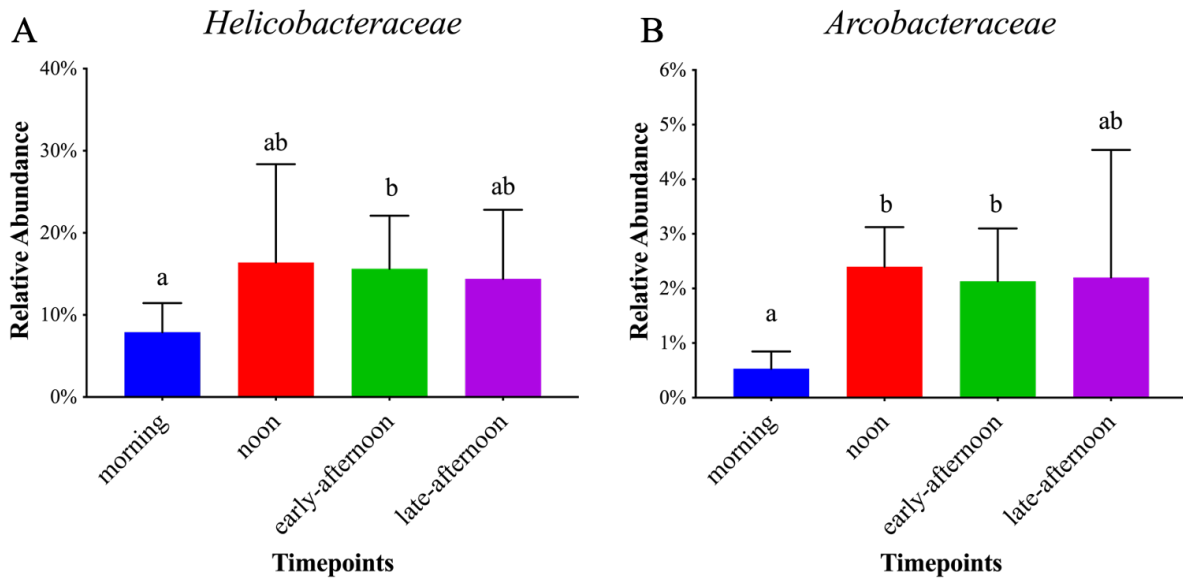 A
Helicobacteraceae
Relative Abundance
40%
30%
20%
10%
0%
a
ab
b
ab
morning
noon
early-afternoon
late-afternoon
Timepoints
B
Arcobacteraceae
Relative Abundance
6%
5%
4%
3%
2%
1%
0%
a
b
b
ab
morning
noon
early-afternoon
late-afternoon
Timepoints